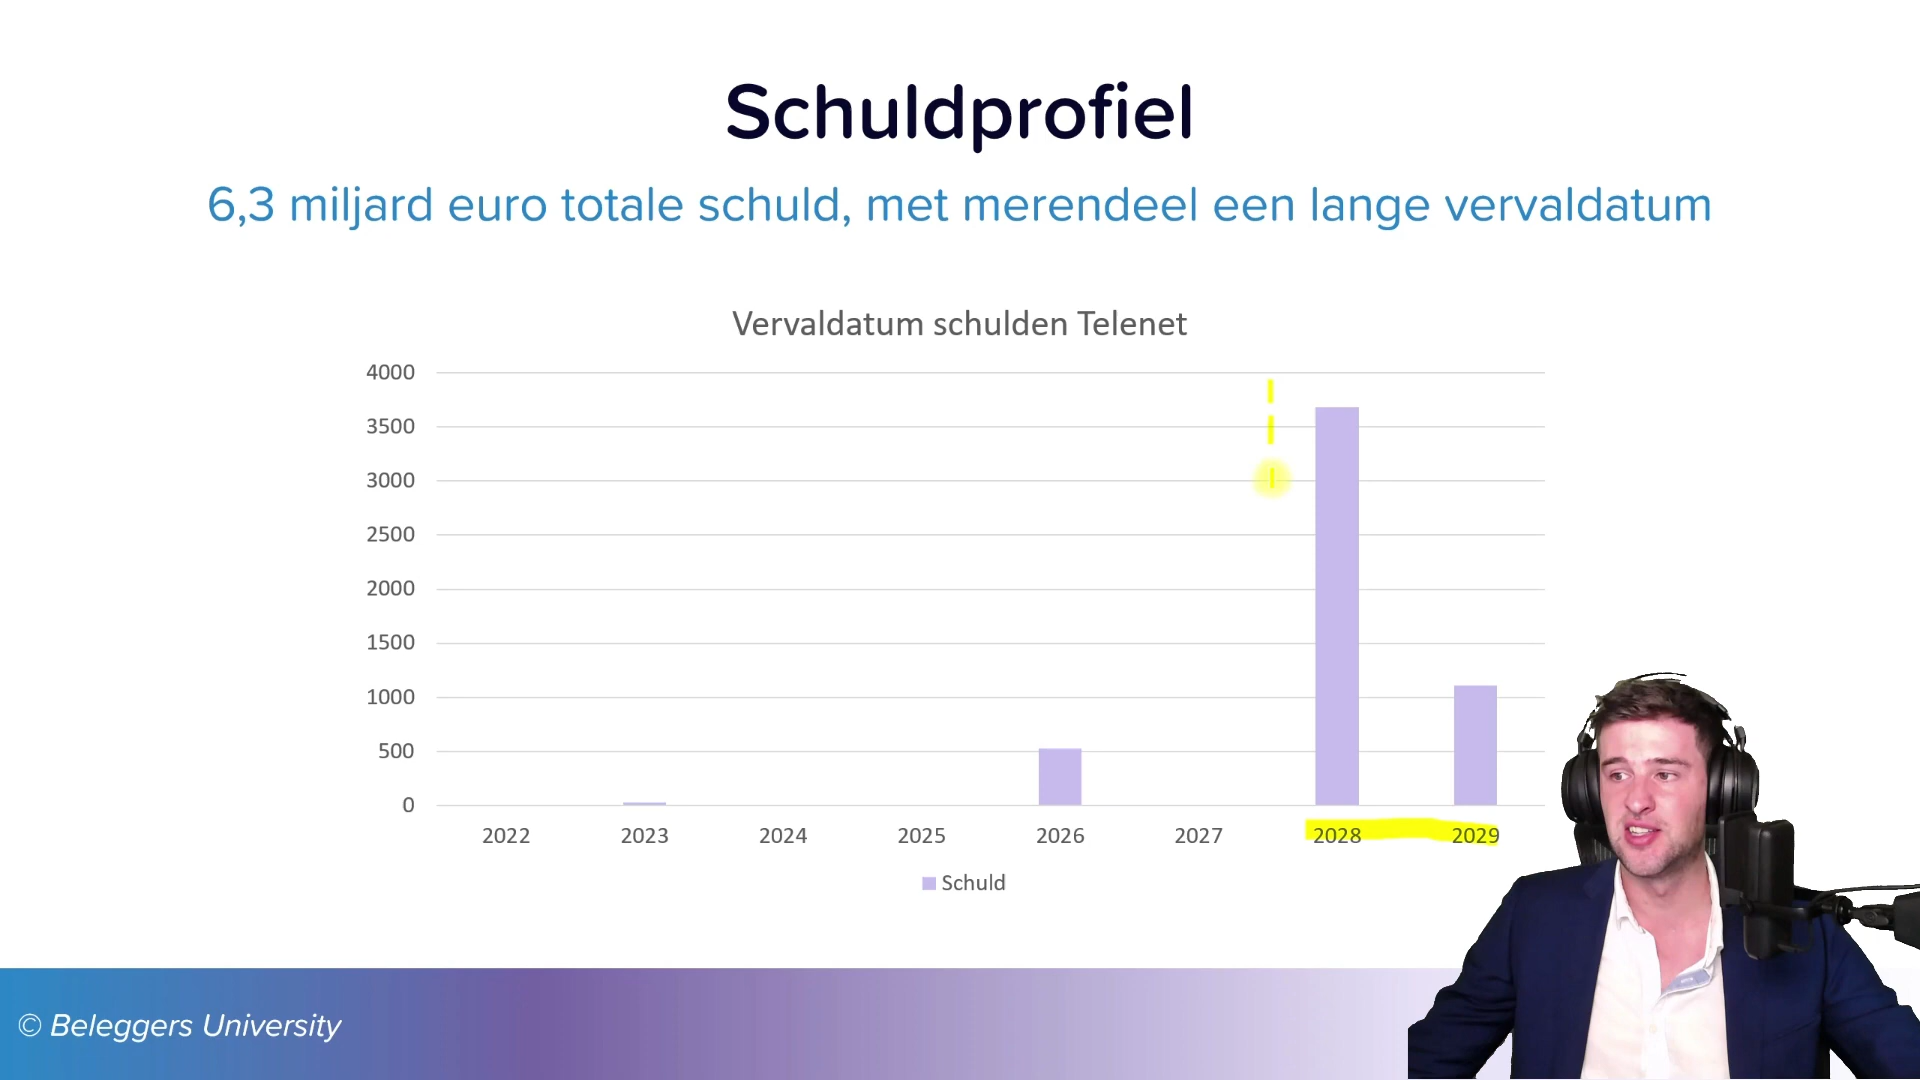 Schuldprofiel
6,3 miljard euro totale schuld, met merendeel een lange vervaldatum
Vervaldatum schulden Telenet
4000
3500
3000
2500
2000
1500
1000
500
0
2022 2023 2024 2025 2026 2027 2028 2029
Schuld
© Beleggers University